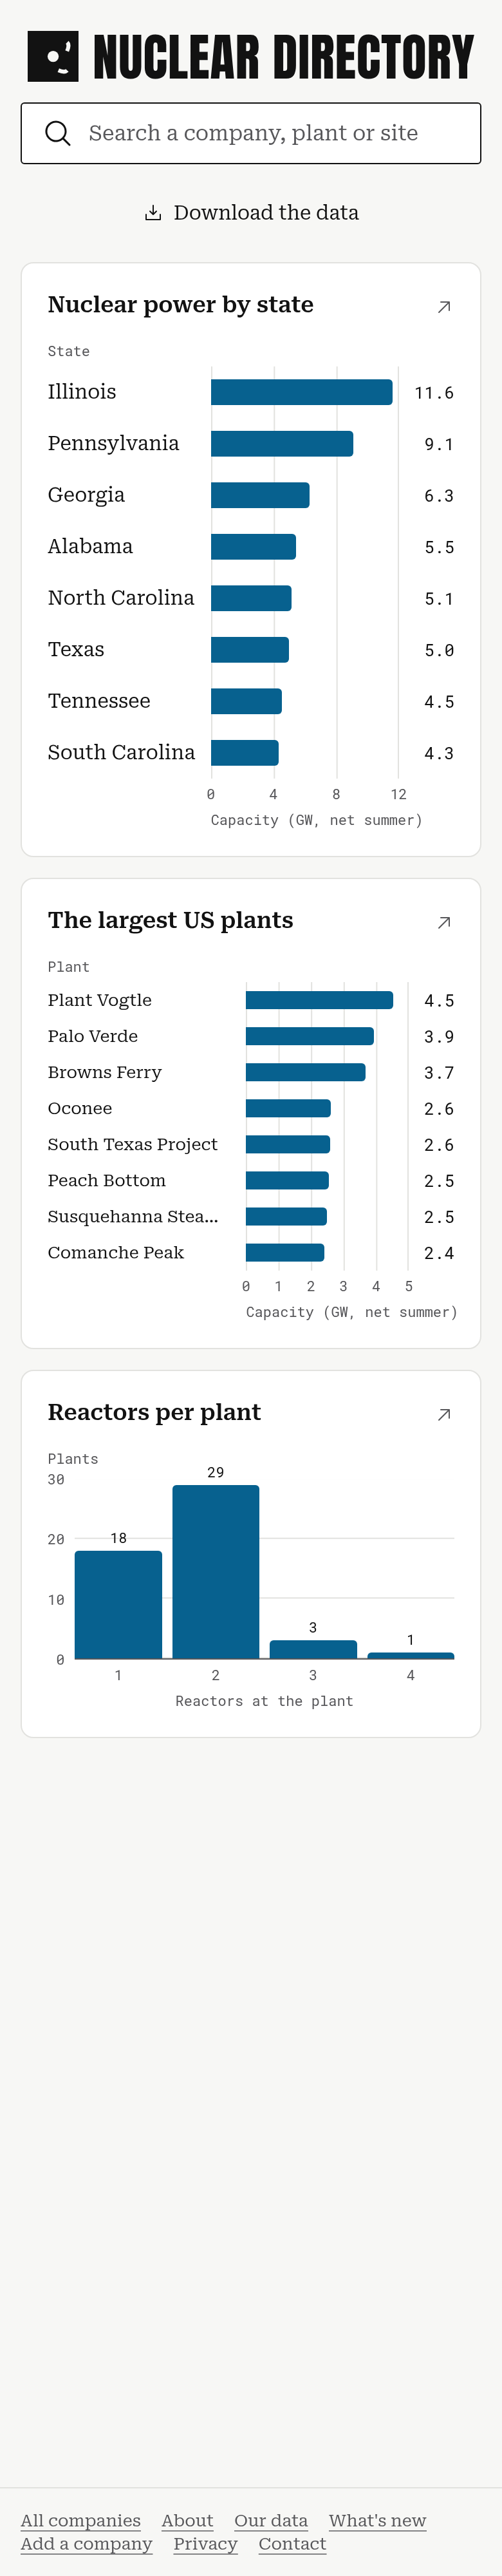 NUCLEAR DIRECTORY
Search a company, plant or site
Download the data
Nuclear power by state
State
Illinois 11.6
Pennsylvania 9.1
Georgia 6.3
Alabama 5.5
North Carolina 5.1
Texas 5.0
Tennessee 4.5
South Carolina 4.3
0 4 8 12
Capacity (GW, net summer)
The largest US plants
Plant
Plant Vogtle 4.5
Palo Verde 3.9
Browns Ferry 3.7
Oconee 2.6
South Texas Project 2.6
Peach Bottom 2.5
Susquehanna Stea... 2.5
Comanche Peak 2.4
0 1 2 3 4 5
Capacity (GW, net summer)
Reactors per plant
Plants
30 29
20 18
10
3
1
0
1 2 3 4
Reactors at the plant
All companies About Our data What's new
Add a company Privacy Contact